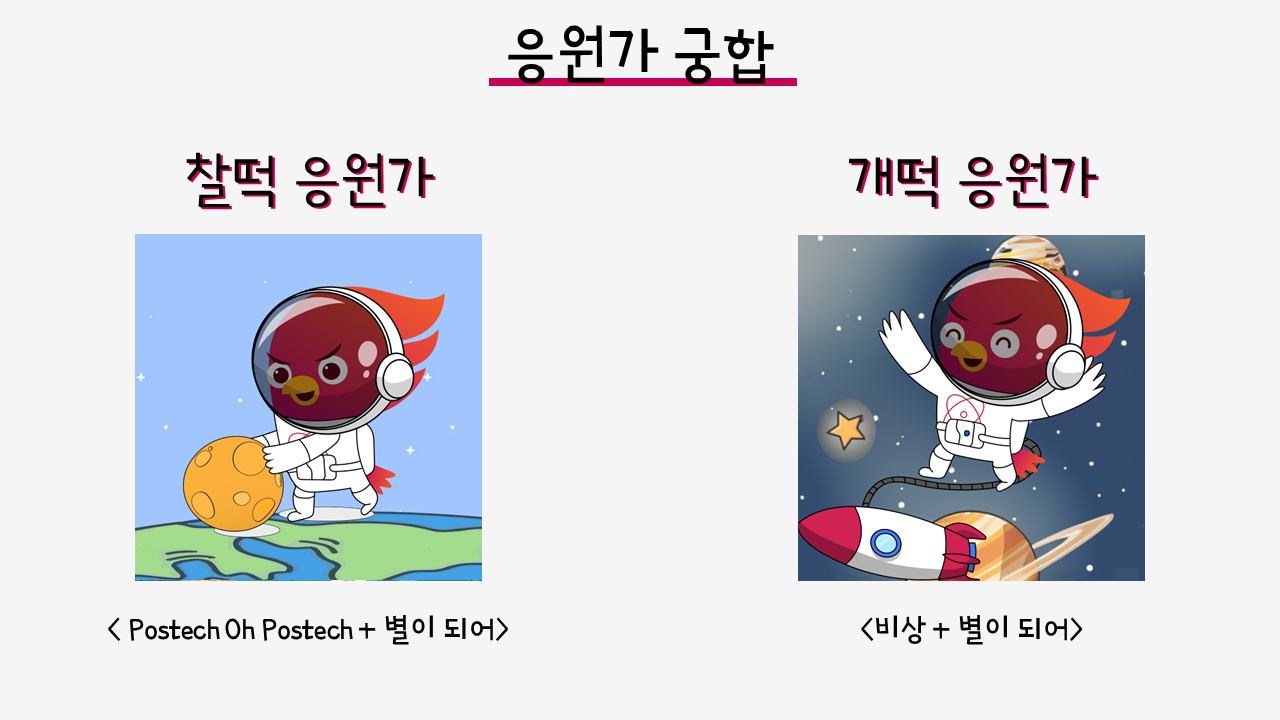 응원가 궁합
찰떡 응원가
개떡 응원가
< Postech Oh Postech + 별이 되어>
<비상 + 별이 되어>